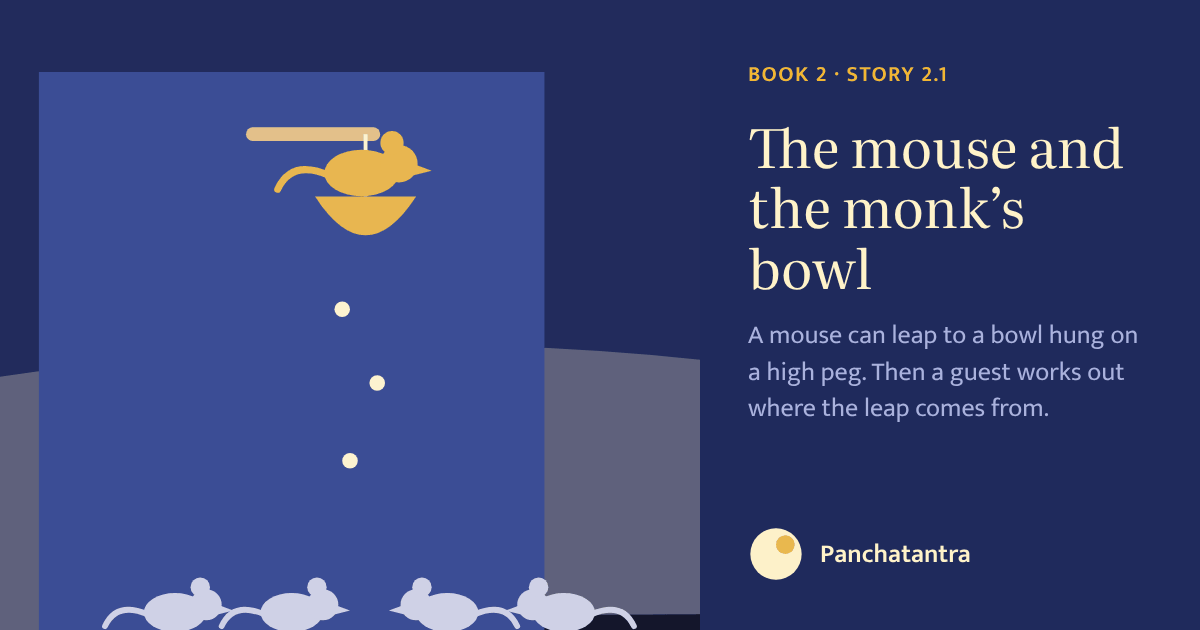 BOOK 2 · STORY 2.1
The mouse and
the monk’s
bowl
A mouse can leap to a bowl hung on
a high peg. Then a guest works out
where the leap comes from.
Panchatantra